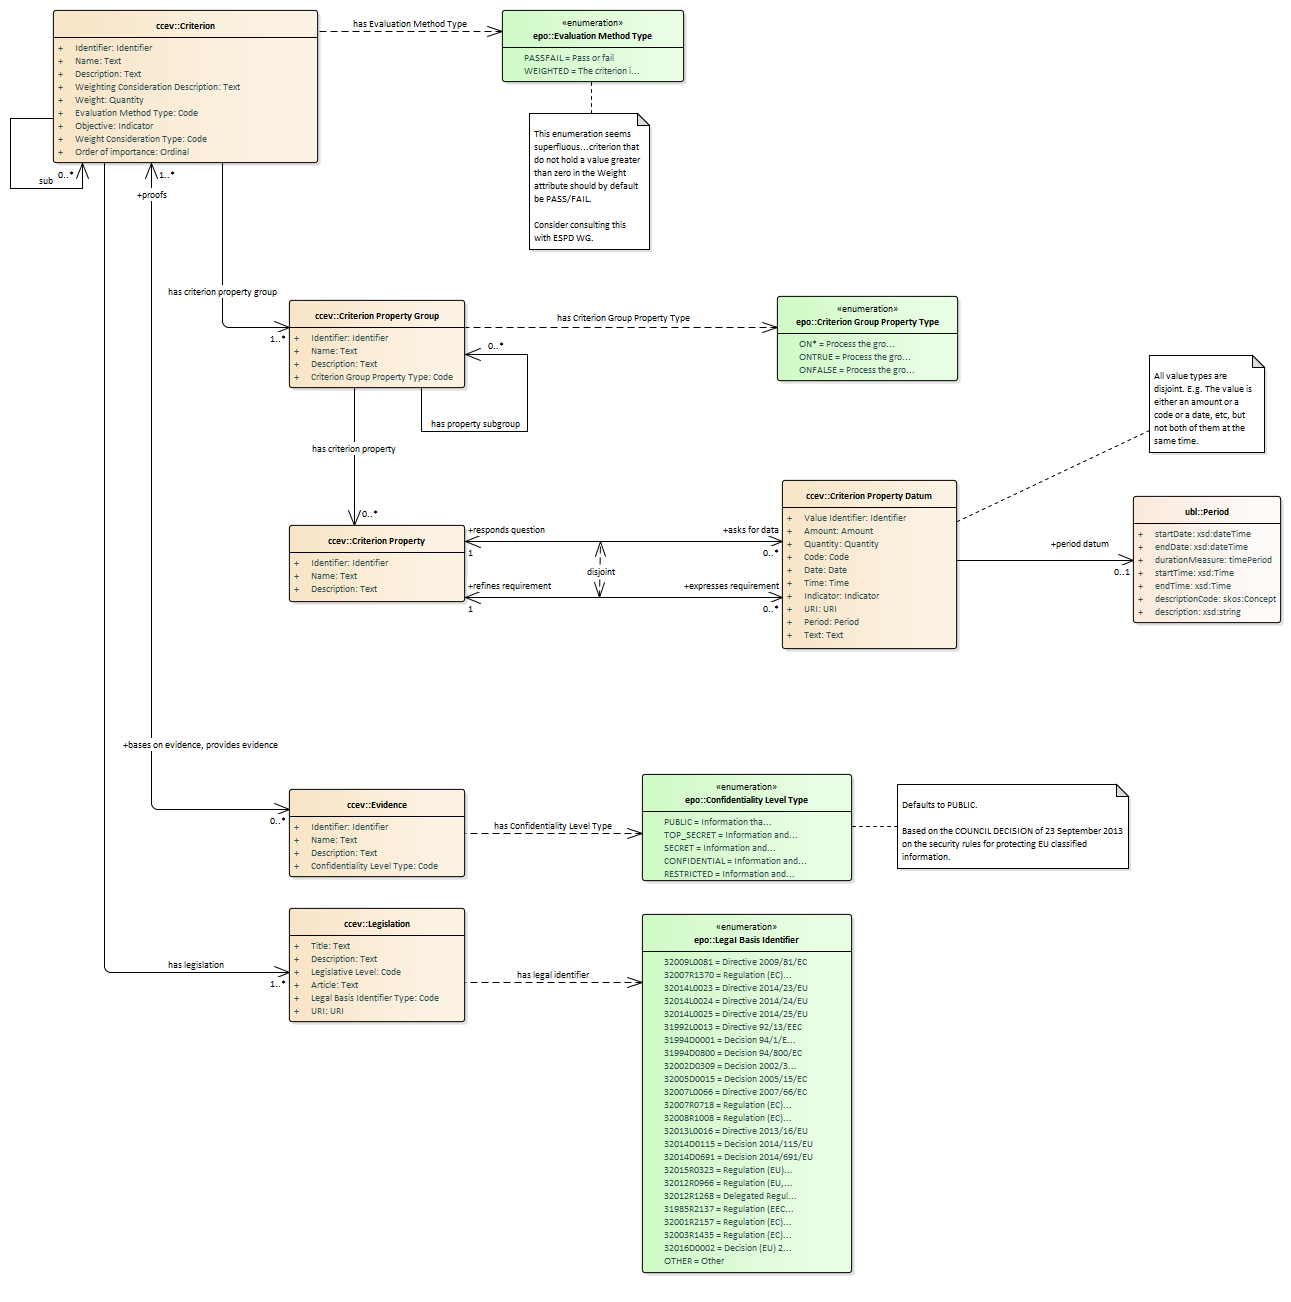 ccev::Criterion
+ Identifier: Identifier
+ Name: Text
+ Description: Text
+ Weighting Consideration Description: Text
+ Weight: Quantity
+ Evaluation Method Type: Code
+ Objective: Indicator
+ Weight Consideration Type: Code
+ Order of importance: Ordinal
has Evaluation Method Type
«enumeration»
epo::Evaluation Method Type
PASSFAIL = Pass or fail
WEIGHTED = The criterion i...
This enumeration seems
superfluous...criterion that
do not hold a value greater
than zero in the Weight
attribute should by default
be PASS/FAIL.
Consider consulting this
with ESPD WG.
sub
0..*
1..*
+proofs
has criterion property group
1..*
ccev::Criterion Property Group
+ Identifier: Identifier
+ Name: Text
+ Description: Text
+ Criterion Group Property Type: Code
has Criterion Group Property Type
«enumeration»
epo::Criterion Group Property Type
ON* = Process the gro...
ONTRUE = Process the gro...
ONFALSE = Process the gro...
0..*
has property subgroup
has criterion property
0..*
All value types are
disjoint. E.g. The value is
either an amount or a
code or a date, etc, but
not both of them at the
same time.
ccev::Criterion Property
+ Identifier: Identifier
+ Name: Text
+ Description: Text
+responds question
1
+asks for data
0..*
disjoint
+refines requirement
1
+expresses requirement
0..*
ccev::Criterion Property Datum
+ Value Identifier: Identifier
+ Amount: Amount
+ Quantity: Quantity
+ Code: Code
+ Date: Date
+ Time: Time
+ Indicator: Indicator
+ URI: URI
+ Period: Period
+ Text: Text
+period datum
0..1
ubl::Period
+ startDate: xsd:dateTime
+ endDate: xsd:dateTime
+ durationMeasure: timePeriod
+ startTime: xsd:Time
+ endTime: xsd:Time
+ descriptionCode: skos:Concept
+ description: xsd:string
+bases on evidence, provides evidence
0..*
ccev::Evidence
+ Identifier: Identifier
+ Name: Text
+ Description: Text
+ Confidentiality Level Type: Code
has Confidentiality Level Type
«enumeration»
epo::Confidentiality Level Type
PUBLIC = Information tha...
TOP_SECRET = Information and...
SECRET = Information and...
CONFIDENTIAL = Information and...
RESTRICTED = Information and...
Defaults to PUBLIC.
Based on the COUNCIL DECISION of 23 September 2013
on the security rules for protecting EU classified
information.
has legislation
1..*
ccev::Legislation
+ Title: Text
+ Description: Text
+ Legislative Level: Code
+ Article: Text
+ Legal Basis Identifier Type: Code
+ URI: URI
has legal identifier
«enumeration»
epo::Legal Basis Identifier
32009L0081 = Directive 2009/81/EC
32007R1370 = Regulation (EC)...
32014L0023 = Directive 2014/23/EU
32014L0024 = Directive 2014/24/EU
32014L0025 = Directive 2014/25/EU
31992L0013 = Directive 92/13/EEC
31994D0001 = Decision 94/1/E...
31994D0800 = Decision 94/800/EC
32002D0309 = Decision 2002/3...
32005D0015 = Decision 2005/15/EC
32007L0066 = Directive 2007/66/EC
32007R0718 = Regulation (EC)...
32008R1008 = Regulation (EC)...
32013L0016 = Directive 2013/16/EU
32014D0115 = Decision 2014/115/EU
32014D0691 = Decision 2014/691/EU
32015R0323 = Regulation (EU)...
32012R0966 = Regulation (EU,...
32012R1268 = Delegated Regul...
31985R2137 = Regulation (EEC...
32001R2157 = Regulation (EC)...
32003R1435 = Regulation (EC)...
32016D0002 = Decision (EU) 2...
OTHER = Other